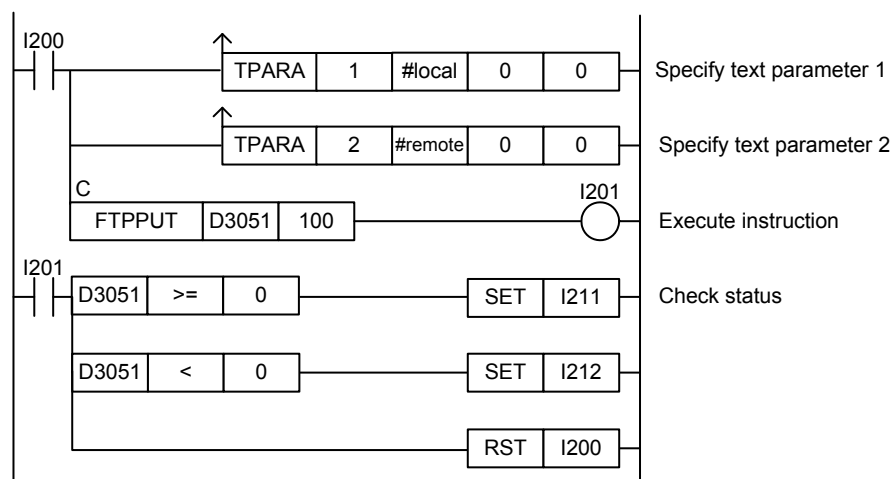 I200
TPARA 1 #local 0 0 Specify text parameter 1
TPARA 2 #remote 0 0 Specify text parameter 2
C
I201
FTPPUT D3051 100 Execute instruction
I201
D3051 >= 0 SET I211 Check status
D3051 < 0 SET I212
RST I200